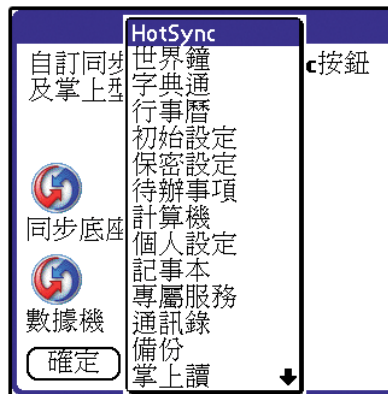 HotSync
世界鐘
字典通
行事曆
初始設定
保密設定
待辦事項
計算機
個人設定
記事本
專屬服務
通訊錄
備份
掌上讀
自訂同步
c按鈕
及掌上型
同步底座
數據機
確定